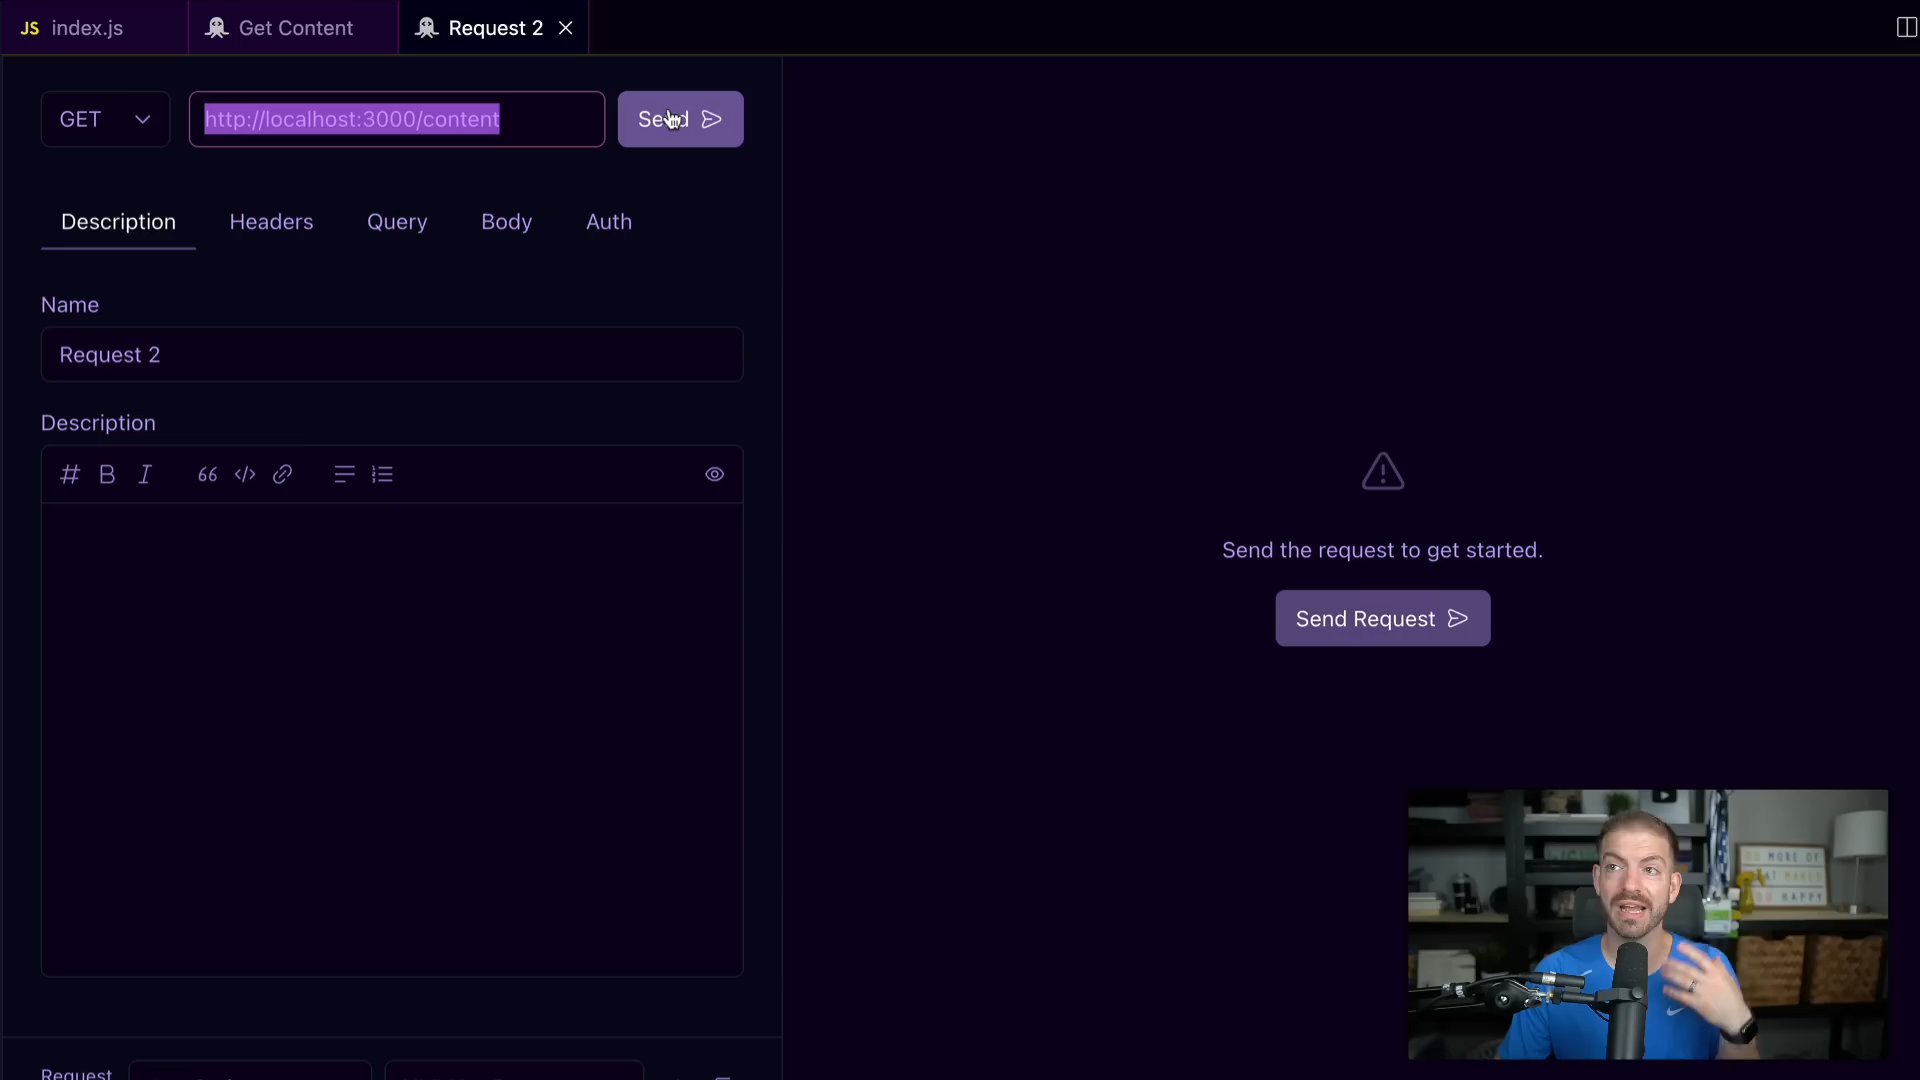 JS index.js
Get Content
Request 2
GET
http://localhost:3000/content
Send
Description
Headers
Query
Body
Auth
Name
Request 2
Description
Send the request to get started.
Send Request
Request